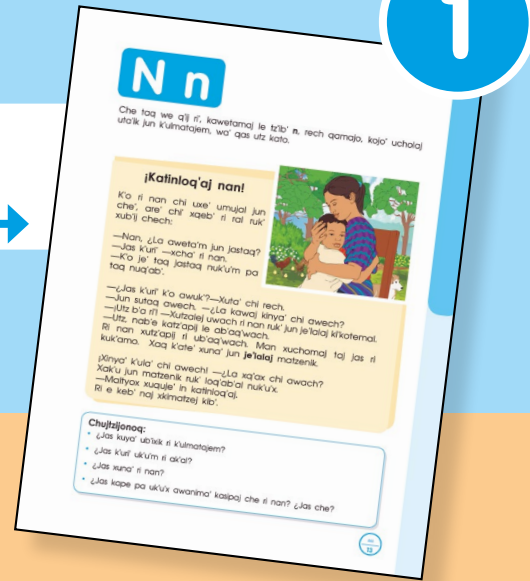 1
N n
Che taq we q'ij ri', kawetamaj le tz'ib' n, rech qamajo, kojo' ucholaj
uta'ik jun k'ulmatajem, wa' qas utz kato.
¡Katinloq'aj nan!
K'o ri nan chi uxe' umujal jun
che', are' chi' xqeb' ri ral ruk'
xub'ij chech:
—Nan, ¿La aweta'm jun jastaq?
—Jas k'uri' —xcha' ri nan.
—K'o je' taq jastaq nuk'u'm pa
taq nuq'ab'.
—¿Jas k'uri' k'o awuk'?—Xuta' chi rech.
—Jun sutaq awech. —¿La kawaj kinya' chi awech?
—¡Utz b'a ri'! —Xutzalej uwach ri nan ruk' jun je'lalaj ki'kotemal.
—Utz, nab'e katz'apij le ab'aq'wach.
Ri nan xutz'apij ri ub'aq'wach. Man xuchomaj taj jas ri
kuk'amo. Xaq k'ate' xuna' jun je'lalaj matzenik.
¡Xinya' k'ula' chi awech! —¿La xq'ax chi awach?
Xak'u jun matzenik ruk' loq'ab'al nuk'u'x.
—Maltyox xuquje' in katinloq'aj.
Ri e keb' naj xkimatzej kib'.
Chujtzijonoq:
• ¿Jas kuya' ub'ixik ri k'ulmatajem?
• ¿Jas k'uri' uk'u'm ri ak'al?
• ¿Jas xuna' ri nan?
• ¿Jas kape pa uk'u'x awanima' kasipaj che ri nan? ¿Jas che?